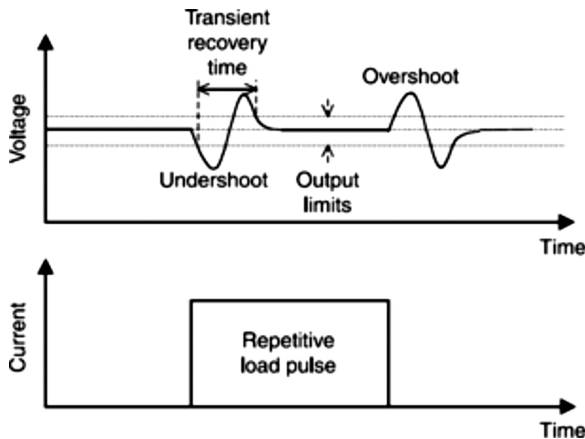 Transient
recovery
time
Overshoot
Voltage
Undershoot
Output
limits
Time
Current
Repetitive
load pulse
Time